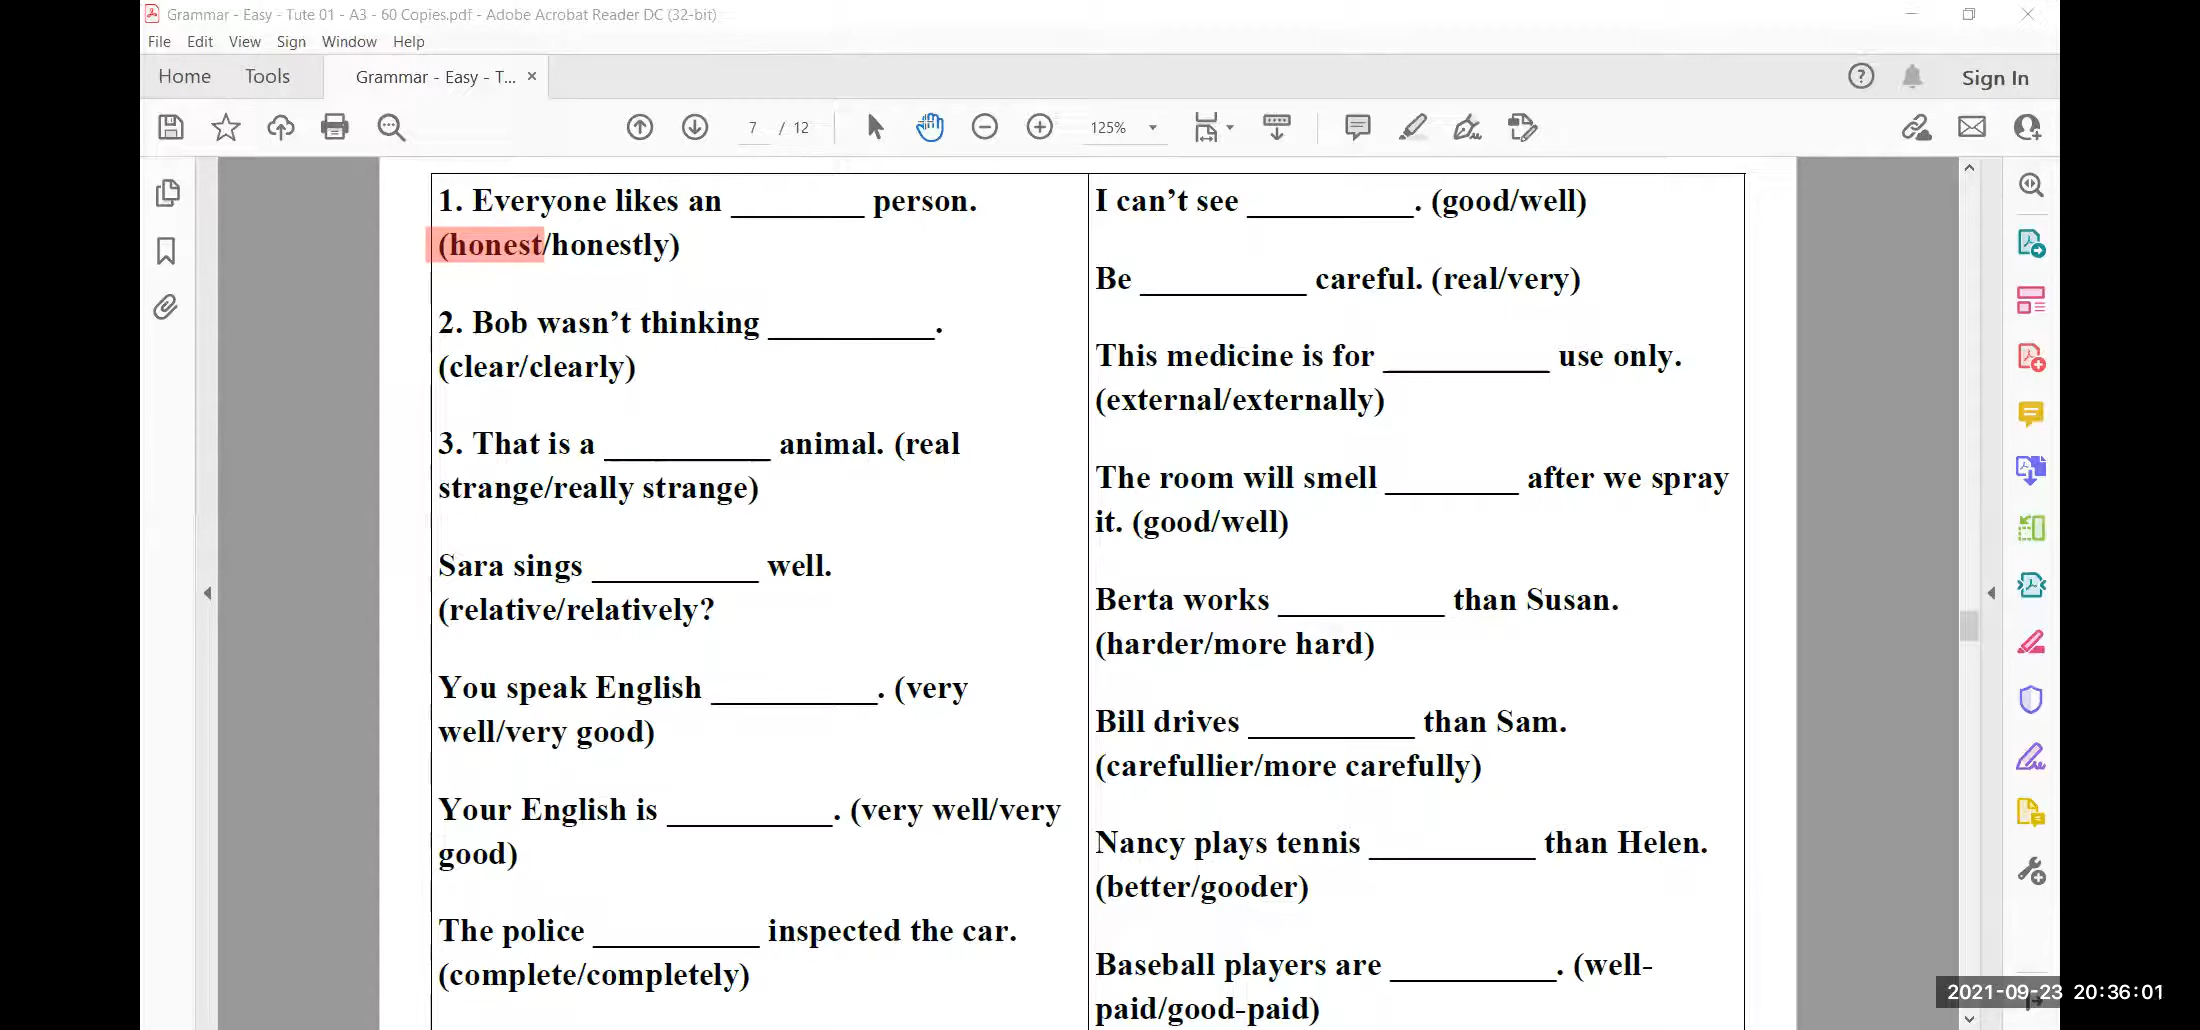 Grammar - Easy - Tute 01 - A3 - 60 Copies.pdf - Adobe Acrobat Reader DC (32-bit)
File Edit View Sign Window Help
Home Tools Grammar - Easy - T... × Sign In
7 / 12 125%
1. Everyone likes an ________ person.
(honest/honestly)
2. Bob wasn’t thinking __________.
(clear/clearly)
3. That is a __________ animal. (real
strange/really strange)
Sara sings __________ well.
(relative/relatively?
You speak English __________. (very
well/very good)
Your English is __________. (very well/very
good)
The police __________ inspected the car.
(complete/completely)
I can’t see __________. (good/well)
Be __________ careful. (real/very)
This medicine is for __________ use only.
(external/externally)
The room will smell ________ after we spray
it. (good/well)
Berta works __________ than Susan.
(harder/more hard)
Bill drives __________ than Sam.
(carefullier/more carefully)
Nancy plays tennis __________ than Helen.
(better/gooder)
Baseball players are __________. (well-
paid/good-paid)
2021-09-23 20:36:01